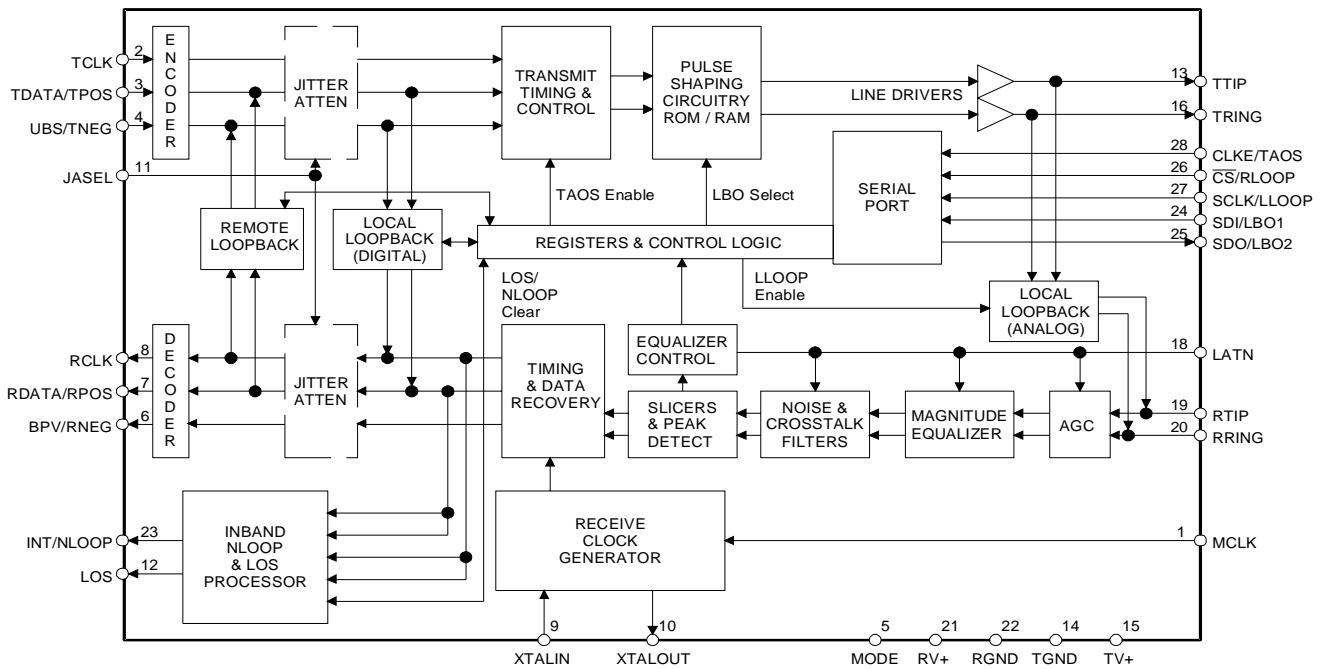 TCLK
2
TDATA/TPOS
3
UBS/TNEG
4
JASEL
11
ENCODER
JITTER
ATTEN
TRANSMIT
TIMING &
CONTROL
PULSE
SHAPING
CIRCUITRY
ROM / RAM
LINE DRIVERS
13
TTIP
16
TRING
28
CLKE/TAOS
26
CS/RLOOP
27
SCLK/LLOOP
24
SDI/LBO1
25
SDO/LBO2
SERIAL
PORT
TAOS Enable
LBO Select
REMOTE
LOOPBACK
LOCAL
LOOPBACK
(DIGITAL)
REGISTERS & CONTROL LOGIC
LOS/
NLOOP
Clear
LLOOP
Enable
LOCAL
LOOPBACK
(ANALOG)
RCLK
8
RDATA/RPOS
7
BPV/RNEG
6
DECODER
JITTER
ATTEN
TIMING
& DATA
RECOVERY
EQUALIZER
CONTROL
SLICERS
& PEAK
DETECT
NOISE &
CROSSTALK
FILTERS
MAGNITUDE
EQUALIZER
AGC
18
LATN
19
RTIP
20
RRING
INT/NLOOP
23
LOS
12
INBAND
NLOOP
& LOS
PROCESSOR
RECEIVE
CLOCK
GENERATOR
1
MCLK
9
10
5
21
22
14
15
XTALIN
XTALOUT
MODE
RV+
RGND
TGND
TV+